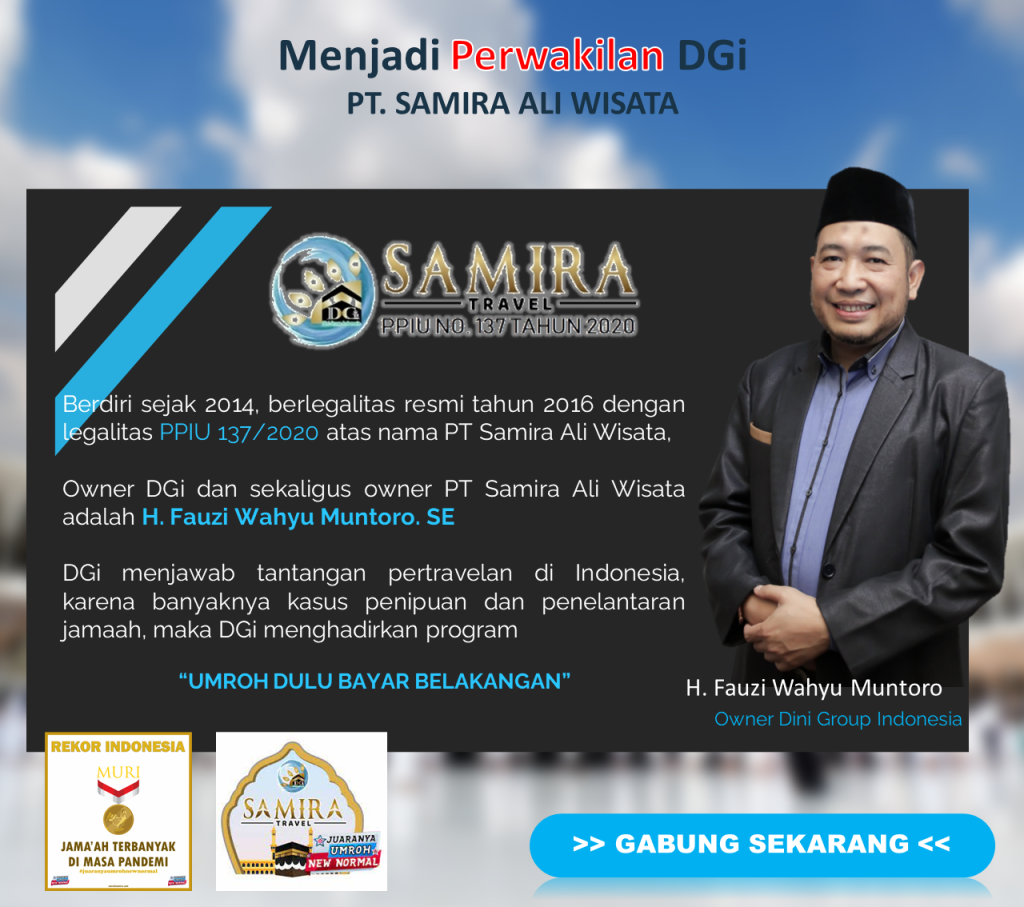 Menjadi Perwakilan DGi
PT. SAMIRA ALI WISATA
DGi
SAMIRA
TRAVEL
PPIU NO. 137 TAHUN 2020
Berdiri sejak 2014, berlegalitas resmi tahun 2016 dengan
legalitas PPIU 137/2020 atas nama PT Samira Ali Wisata,
Owner DGi dan sekaligus owner PT Samira Ali Wisata
adalah H. Fauzi Wahyu Muntoro. SE
DGi menjawab tantangan pertravelan di Indonesia,
karena banyaknya kasus penipuan dan penelantaran
jamaah, maka DGi menghadirkan program
“UMROH DULU BAYAR BELAKANGAN”
H. Fauzi Wahyu Muntoro
Owner Dini Group Indonesia
REKOR INDONESIA
MURI
JAMA'AH TERBANYAK
DI MASA PANDEMI
#juaranyaumrohnewnormal
SAMIRA
TRAVEL
JUARANYA
UMROH
NEW NORMAL
>> GABUNG SEKARANG <<